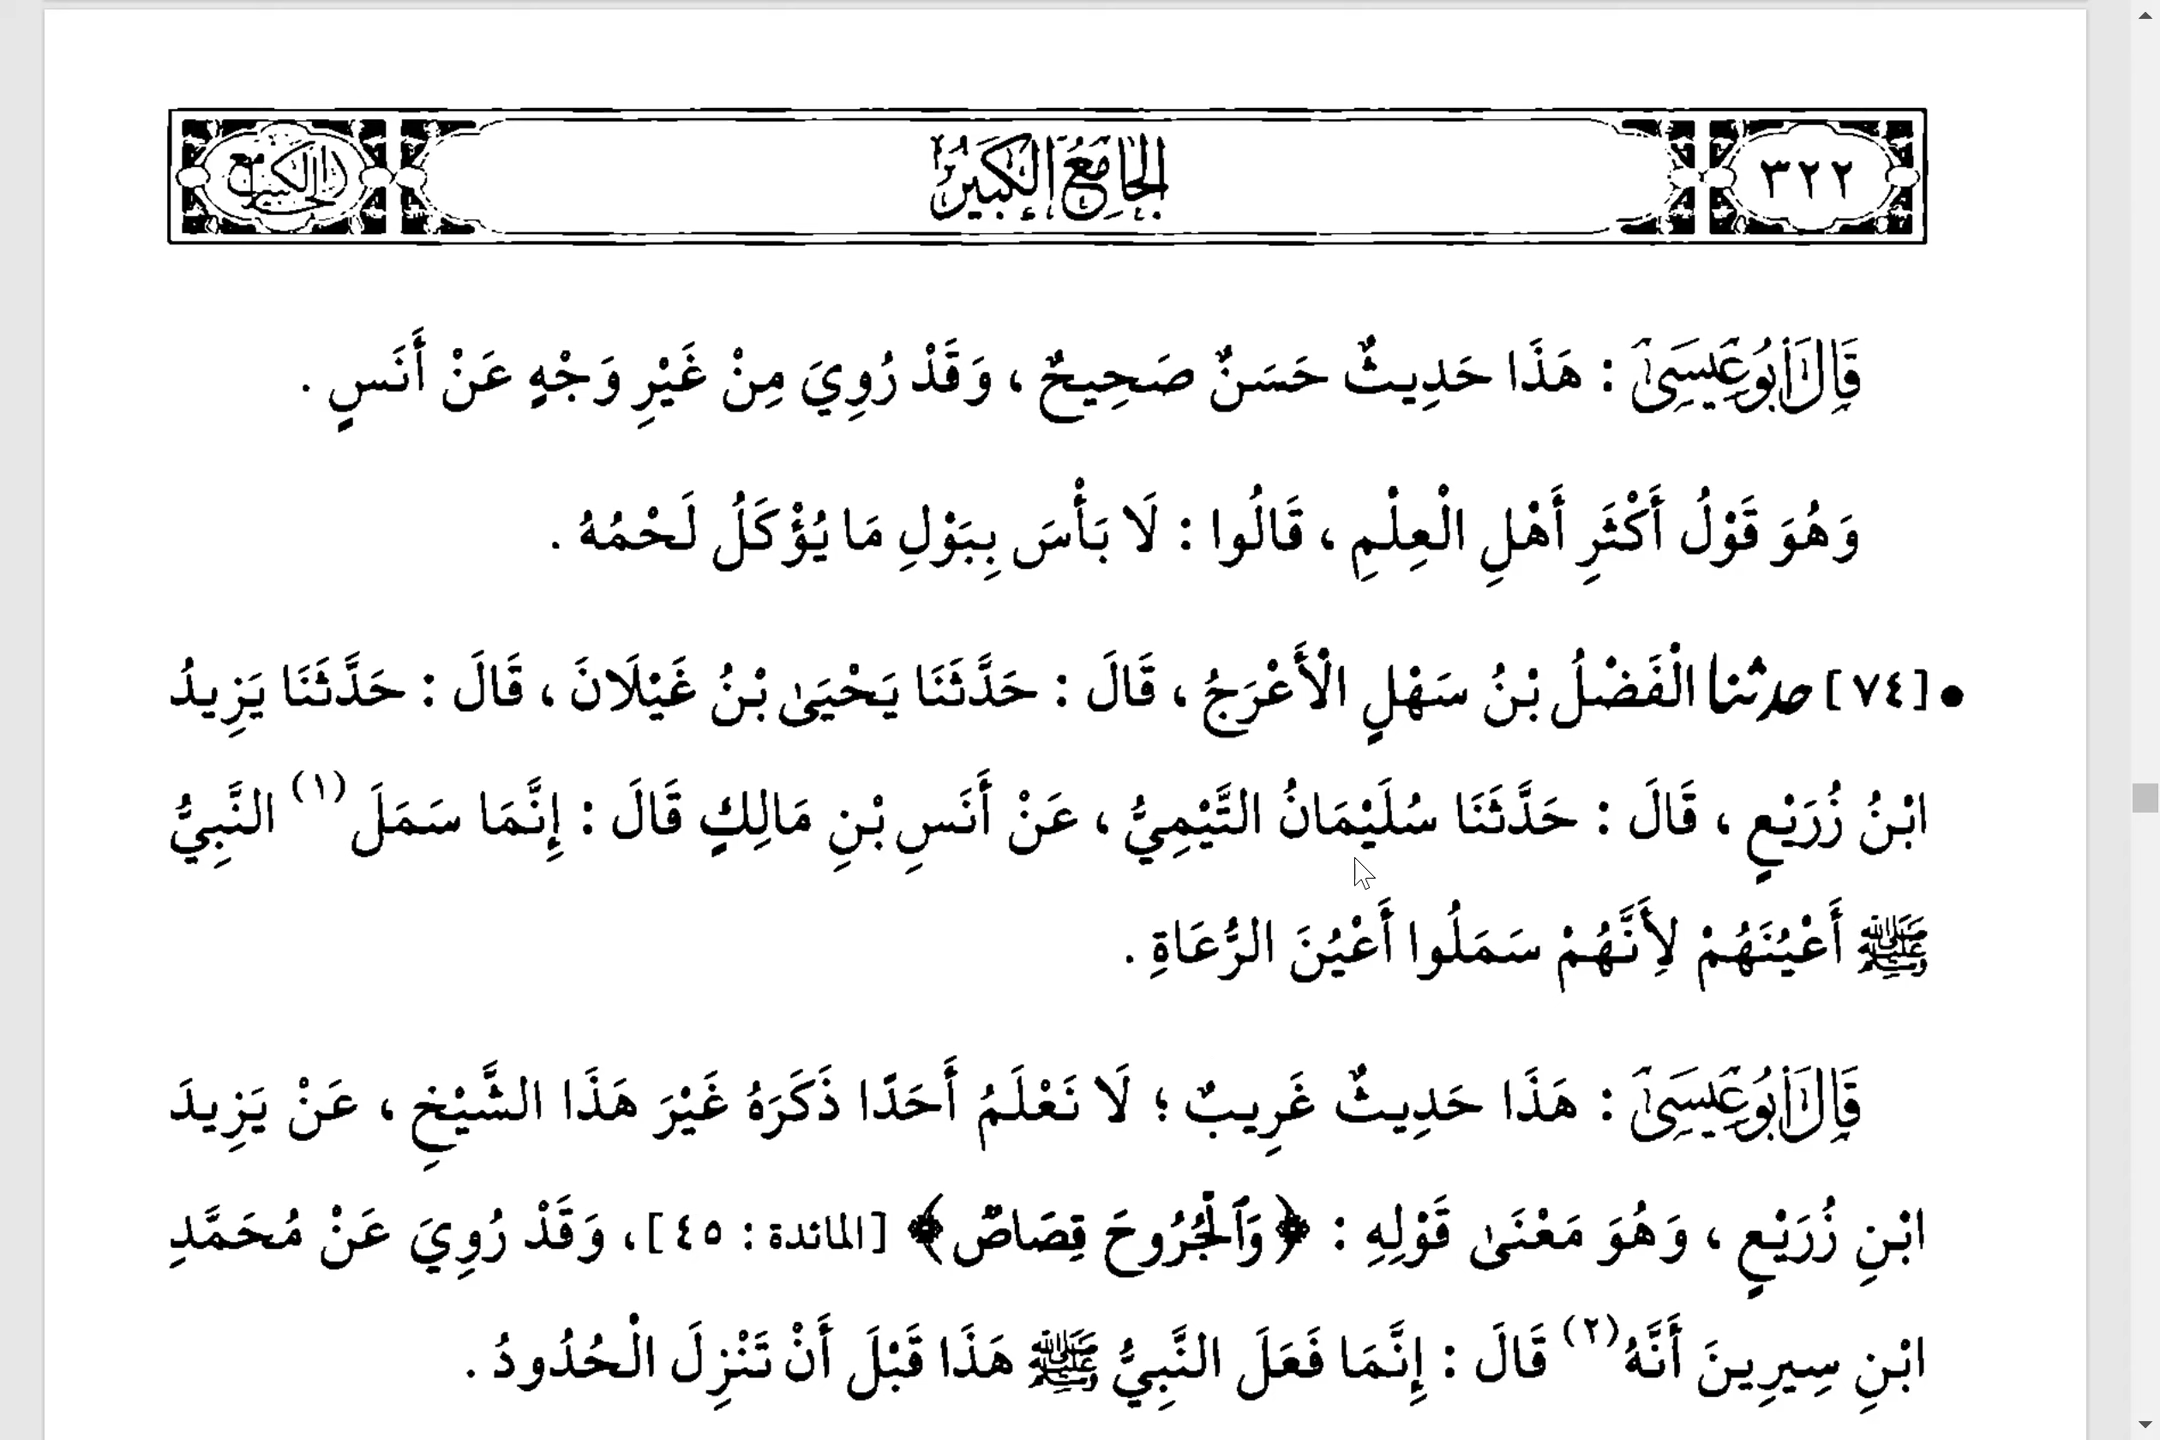 ٣٢٢
الجامع الكبير
قَالَ أَبُو عِيسَىٰ : هَذَا حَدِيثٌ حَسَنٌ صَحِيحٌ ، وَقَدْ رُوِيَ مِنْ غَيْرِ وَجْهٍ عَنْ أَنَسٍ .
وَهُوَ قَوْلُ أَكْثَرِ أَهْلِ الْعِلْمِ ، قَالُوا : لَا بَأْسَ بِبَوْلِ مَا يُؤْكَلُ لَحْمُهُ .
• [٧٤] حدثنا الْفَضْلُ بْنُ سَهْلٍ الْأَعْرَجُ ، قَالَ : حَدَّثَنَا يَحْيَىٰ بْنُ غَيْلَانَ ، قَالَ : حَدَّثَنَا يَزِيدُ
ابْنُ زُرَيْعٍ ، قَالَ : حَدَّثَنَا سُلَيْمَانُ التَّيْمِيُّ ، عَنْ أَنَسِ بْنِ مَالِكٍ قَالَ : إِنَّمَا سَمَلَ (١) النَّبِيُّ
ﷺ أَعْيُنَهُمْ لِأَنَّهُمْ سَمَلُوا أَعْيُنَ الرُّعَاةِ .
قَالَ أَبُو عِيسَىٰ : هَذَا حَدِيثٌ غَرِيبٌ ؛ لَا نَعْلَمُ أَحَدًا ذَكَرَهُ غَيْرَ هَذَا الشَّيْخِ ، عَنْ يَزِيدَ
ابْنِ زُرَيْعٍ ، وَهُوَ مَعْنَىٰ قَوْلِهِ : ﴿وَٱلْجُرُوحَ قِصَاصٌ﴾ [المائدة : ٤٥]، وَقَدْ رُوِيَ عَنْ مُحَمَّدِ
ابْنِ سِيرِينَ أَنَّهُ (٢) قَالَ : إِنَّمَا فَعَلَ النَّبِيُّ ﷺ هَذَا قَبْلَ أَنْ تَنْزِلَ الْحُدُودُ .